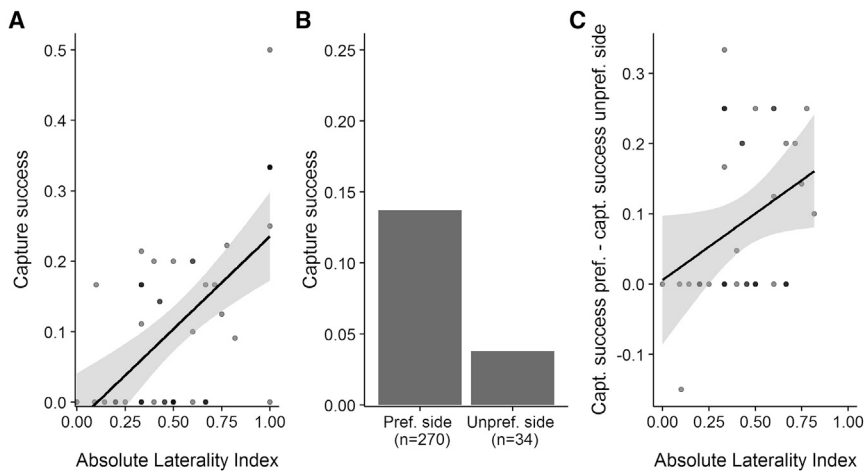 A
Capture success
0.5
0.4
0.3
0.2
0.1
0.0
0.00 0.25 0.50 0.75 1.00
Absolute Laterality Index
B
Capture success
0.25
0.20
0.15
0.10
0.05
0.00
Pref. side Unpref. side
(n=270) (n=34)
C
Capt. success pref. - capt. success unpref. side
0.3
0.2
0.1
0.0
-0.1
0.00 0.25 0.50 0.75 1.00
Absolute Laterality Index